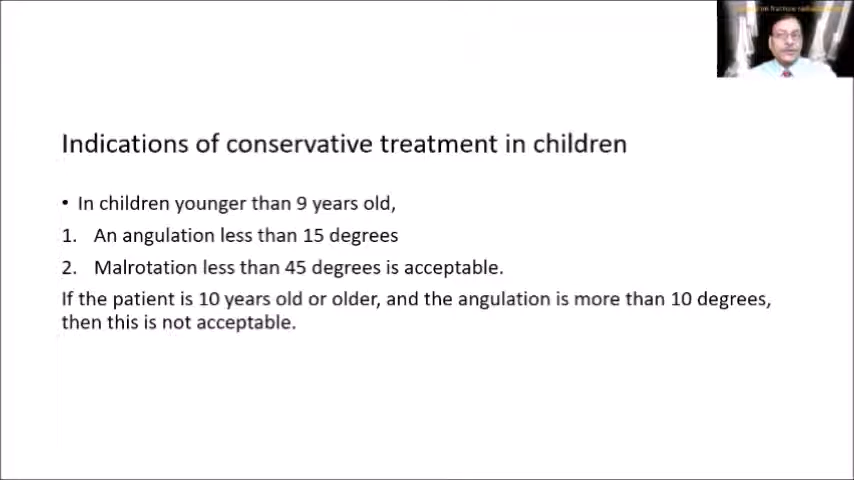 Indications of conservative treatment in children
• In children younger than 9 years old,
1. An angulation less than 15 degrees
2. Malrotation less than 45 degrees is acceptable.
If the patient is 10 years old or older, and the angulation is more than 10 degrees,
then this is not acceptable.